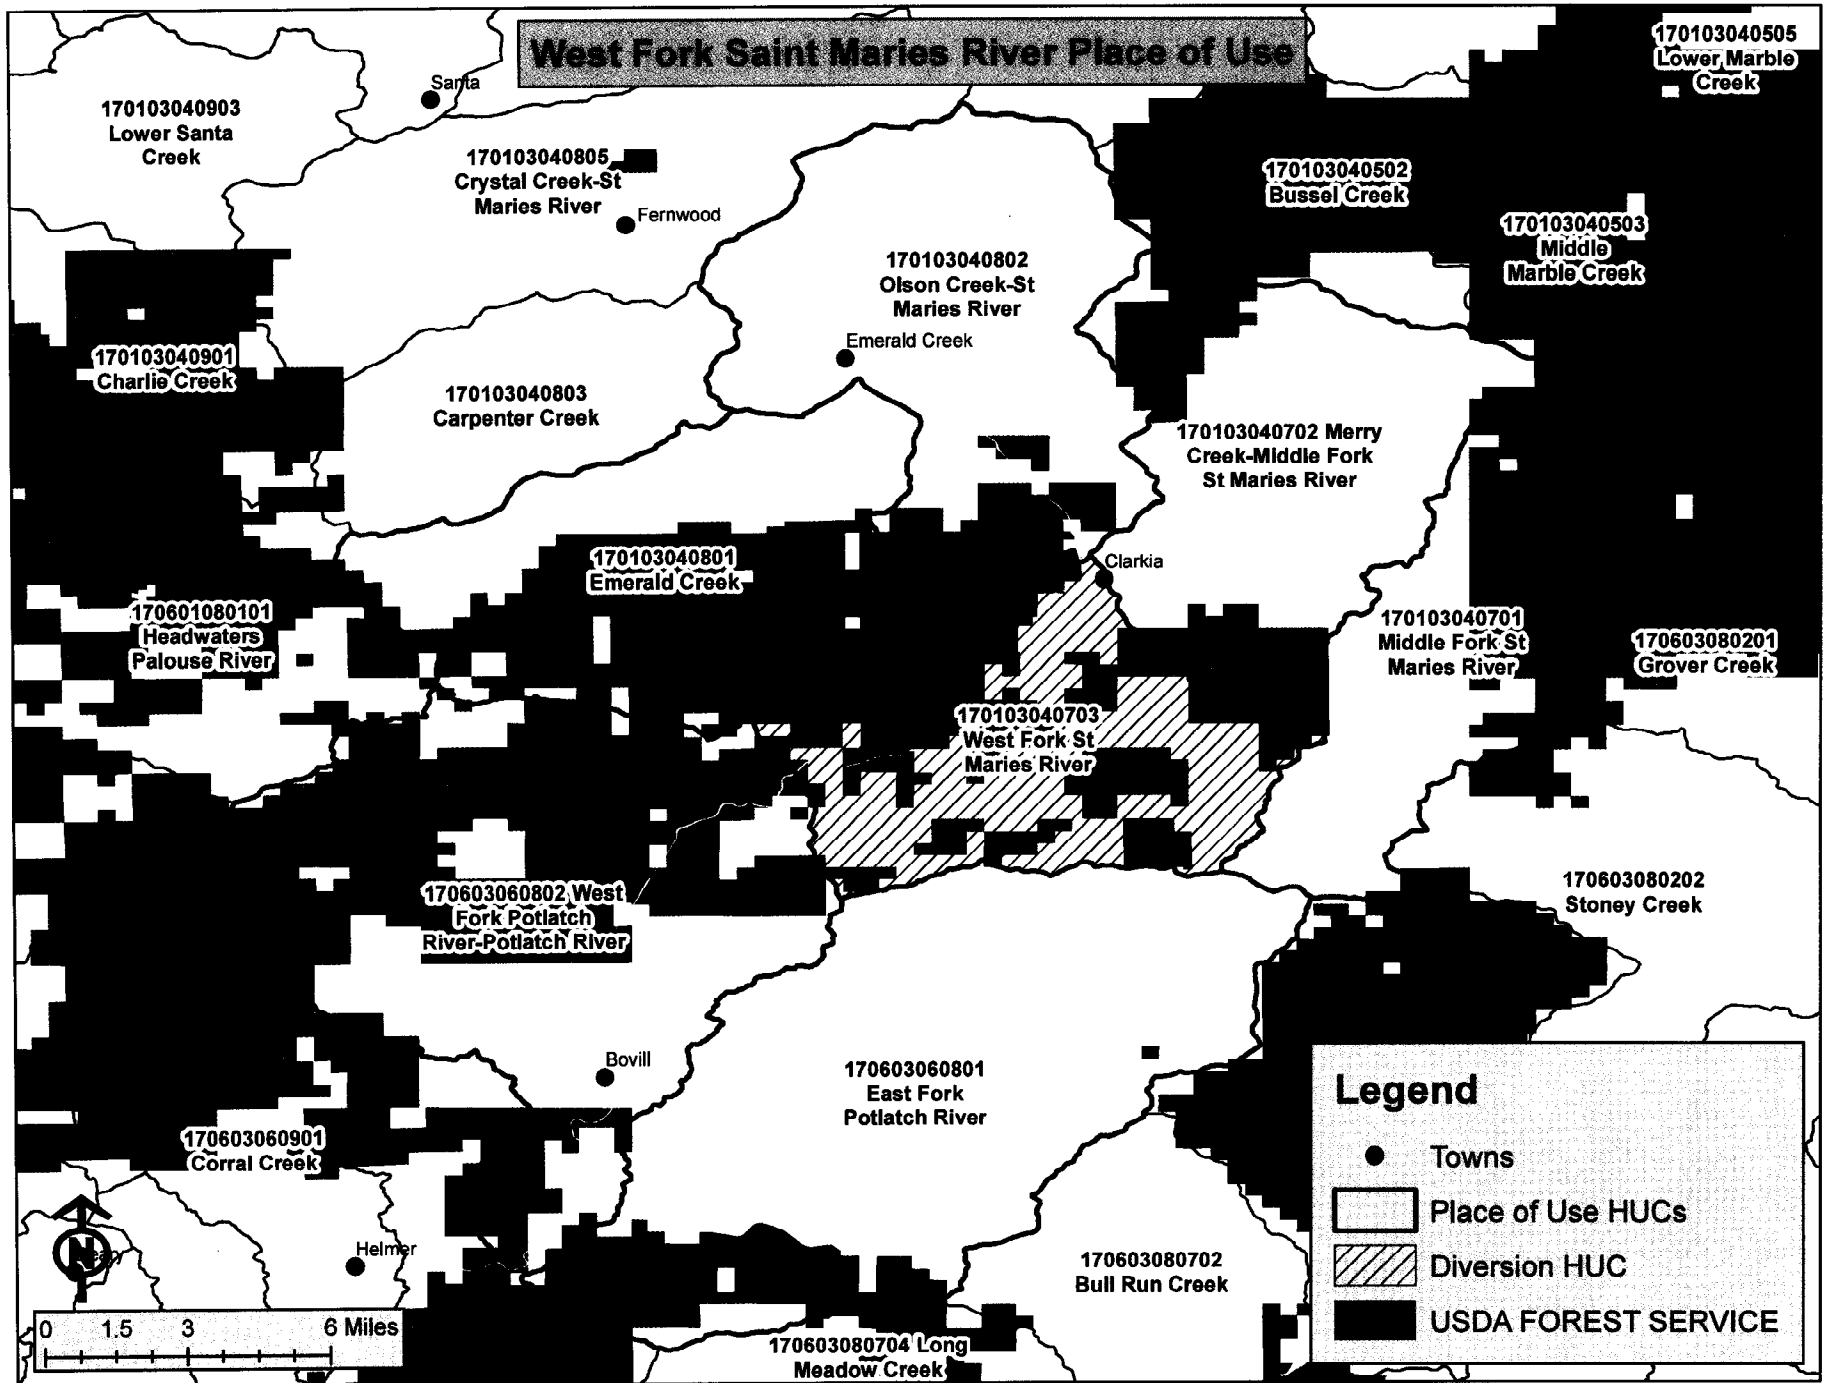 West Fork Saint Maries River Place of Use
170103040505
Lower Marble
Creek
Santa
170103040903
Lower Santa
Creek
170103040805
Crystal Creek-St
Maries River
Fernwood
170103040502
Bussel Creek
170103040503
Middle
Marble Creek
170103040802
Olson Creek-St
Maries River
Emerald Creek
170103040901
Charlie Creek
170103040803
Carpenter Creek
170103040702 Merry
Creek-Middle Fork
St Maries River
170103040801
Emerald Creek
Clarkia
170601080101
Headwaters
Palouse River
170103040701
Middle Fork St
Maries River
170603080201
Grover Creek
170103040703
West Fork St
Maries River
170603060802 West
Fork Potlatch
River-Potlatch River
170603080202
Stoney Creek
Bovill
170603060801
East Fork
Potlatch River
170603060901
Corral Creek
Helmer
N
170603080702
Bull Run Creek
170603080704 Long
Meadow Creek
0 1.5 3 6 Miles
Legend
Towns
Place of Use HUCs
Diversion HUC
USDA FOREST SERVICE